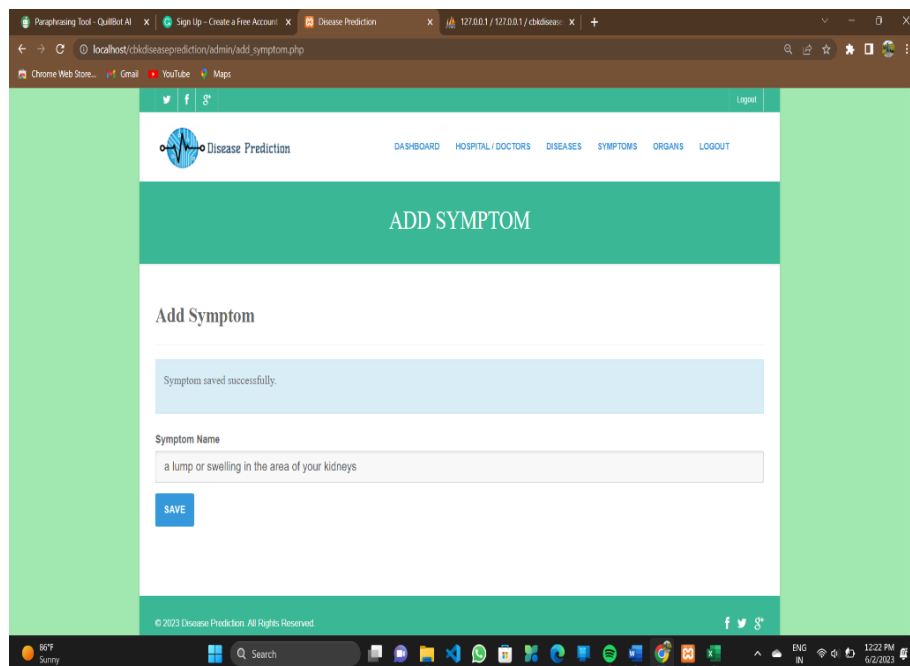 Paraphrasing Tool - QuillBot AI
Sign Up – Create a Free Account
Disease Prediction
127.0.0.1 / 127.0.0.1 / cbkdisease
localhost/cbkdiseaseprediction/admin/add_symptom.php
Chrome Web Store...
Gmail
YouTube
Maps
Logout
Disease Prediction
DASHBOARD
HOSPITAL / DOCTORS
DISEASES
SYMPTOMS
ORGANS
LOGOUT
ADD SYMPTOM
Add Symptom
Symptom saved successfully.
Symptom Name
a lump or swelling in the area of your kidneys
SAVE
© 2023 Disease Prediction. All Rights Reserved.
86°F
Sunny
Search
ENG
IN
12:22 PM
6/2/2023